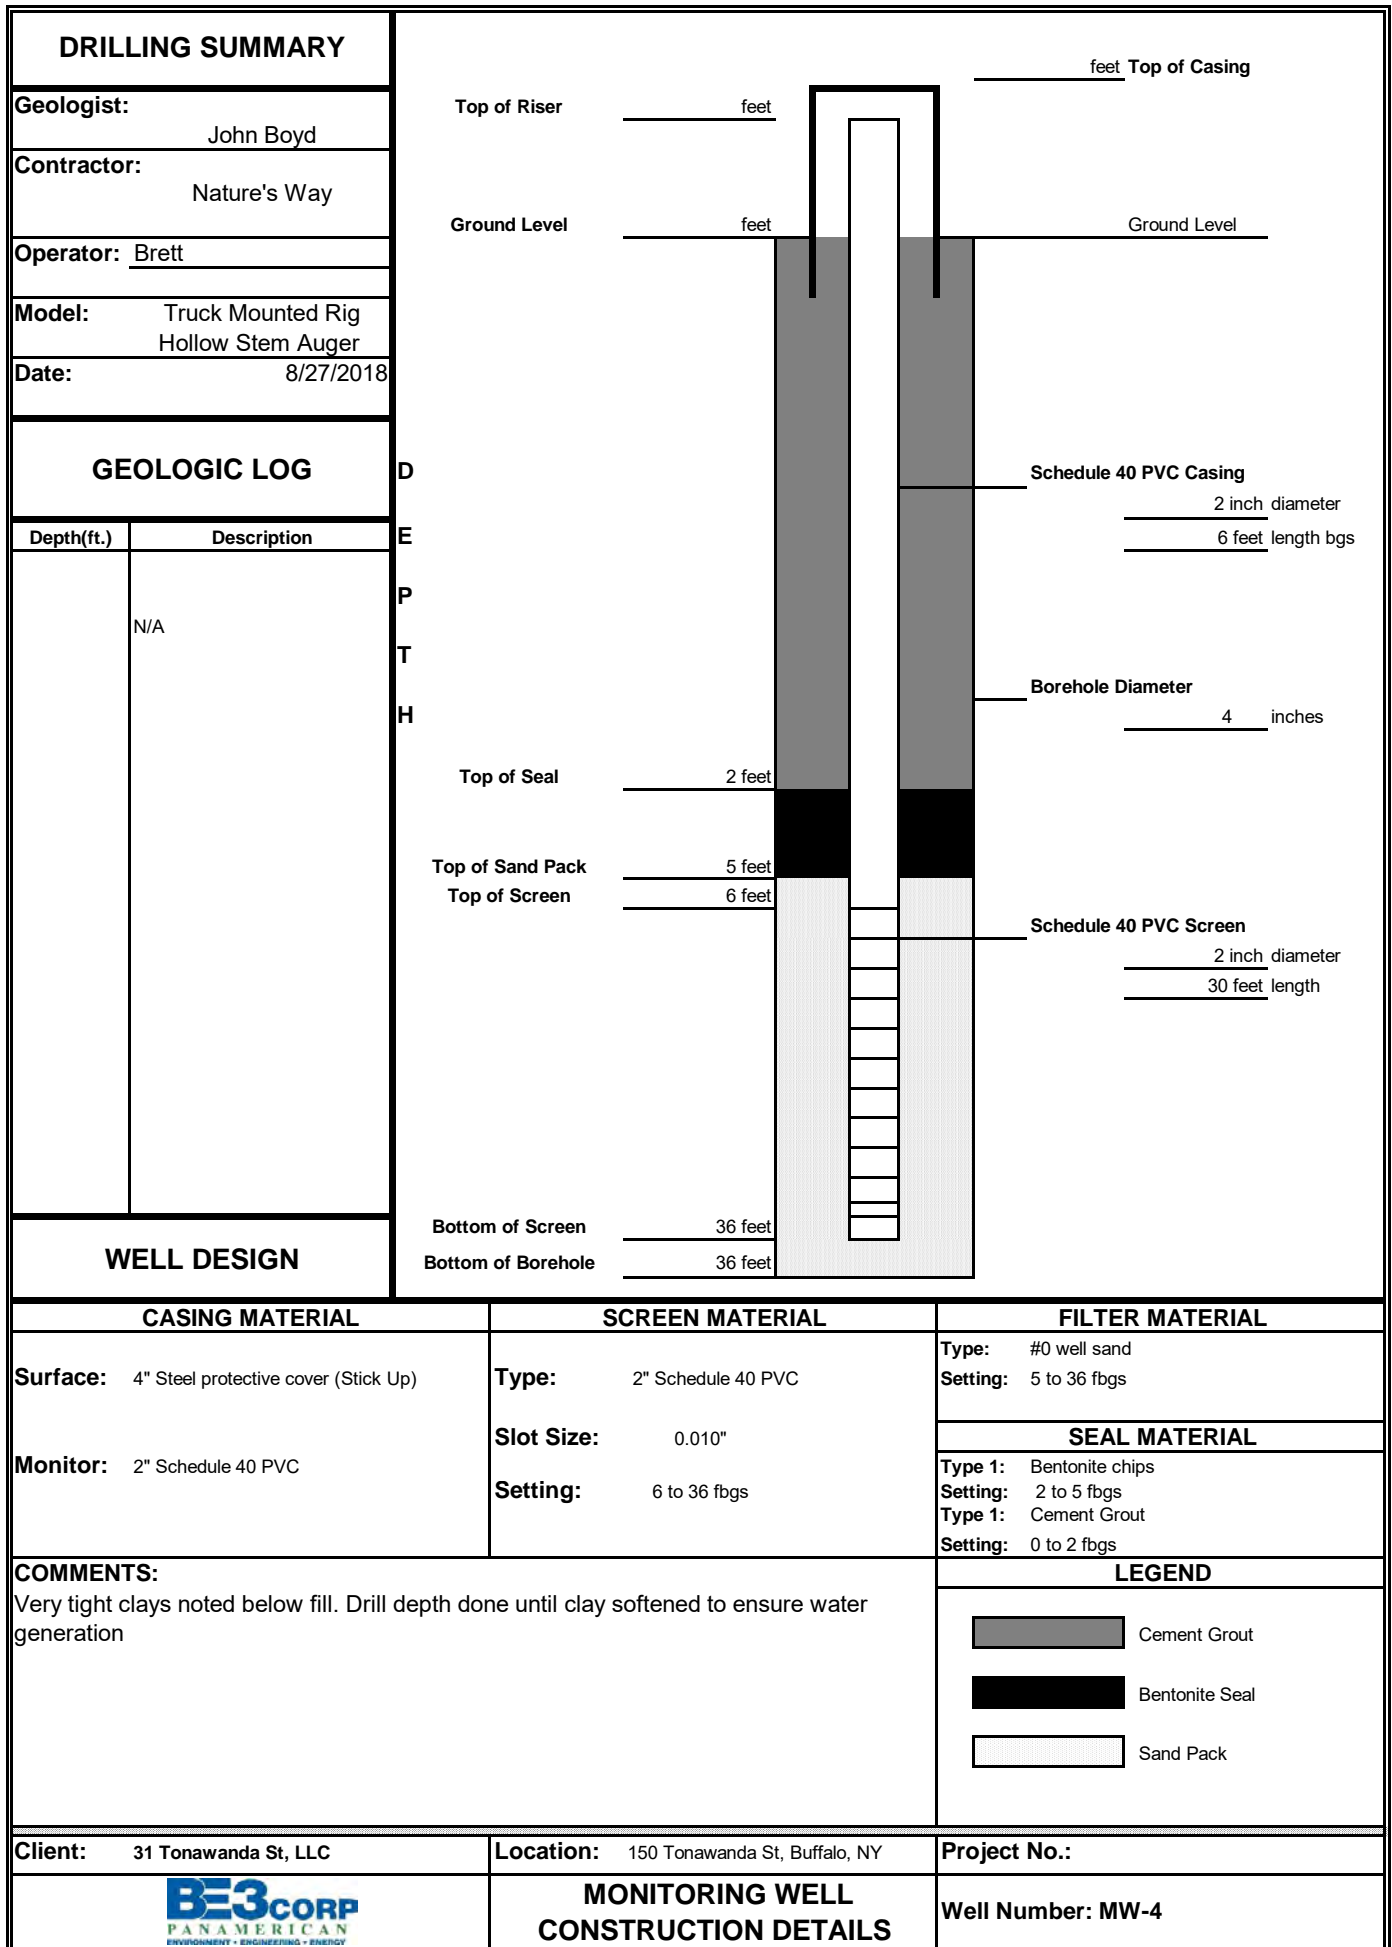 DRILLING SUMMARY
Geologist:
John Boyd
Contractor:
Nature's Way
Operator: Brett
Model: Truck Mounted Rig
Hollow Stem Auger
Date: 8/27/2018
GEOLOGIC LOG
Depth(ft.) Description
N/A
WELL DESIGN
D
E
P
T
H
feet Top of Casing
Top of Riser feet
Ground Level feet
Ground Level
Schedule 40 PVC Casing
2 inch diameter
6 feet length bgs
Borehole Diameter
4 inches
Top of Seal 2 feet
Top of Sand Pack 5 feet
Top of Screen 6 feet
Schedule 40 PVC Screen
2 inch diameter
30 feet length
Bottom of Screen 36 feet
Bottom of Borehole 36 feet
CASING MATERIAL
Surface: 4" Steel protective cover (Stick Up)
Monitor: 2" Schedule 40 PVC
SCREEN MATERIAL
Type: 2" Schedule 40 PVC
Slot Size: 0.010"
Setting: 6 to 36 fbgs
FILTER MATERIAL
Type: #0 well sand
Setting: 5 to 36 fbgs
SEAL MATERIAL
Type 1: Bentonite chips
Setting: 2 to 5 fbgs
Type 1: Cement Grout
Setting: 0 to 2 fbgs
COMMENTS:
Very tight clays noted below fill. Drill depth done until clay softened to ensure water
generation
LEGEND
Cement Grout
Bentonite Seal
Sand Pack
Client: 31 Tonawanda St, LLC
Location: 150 Tonawanda St, Buffalo, NY
Project No.:
BE3CORP
PANAMERICAN
ENVIRONMENT • ENGINEERING • ENERGY
MONITORING WELL
CONSTRUCTION DETAILS
Well Number: MW-4